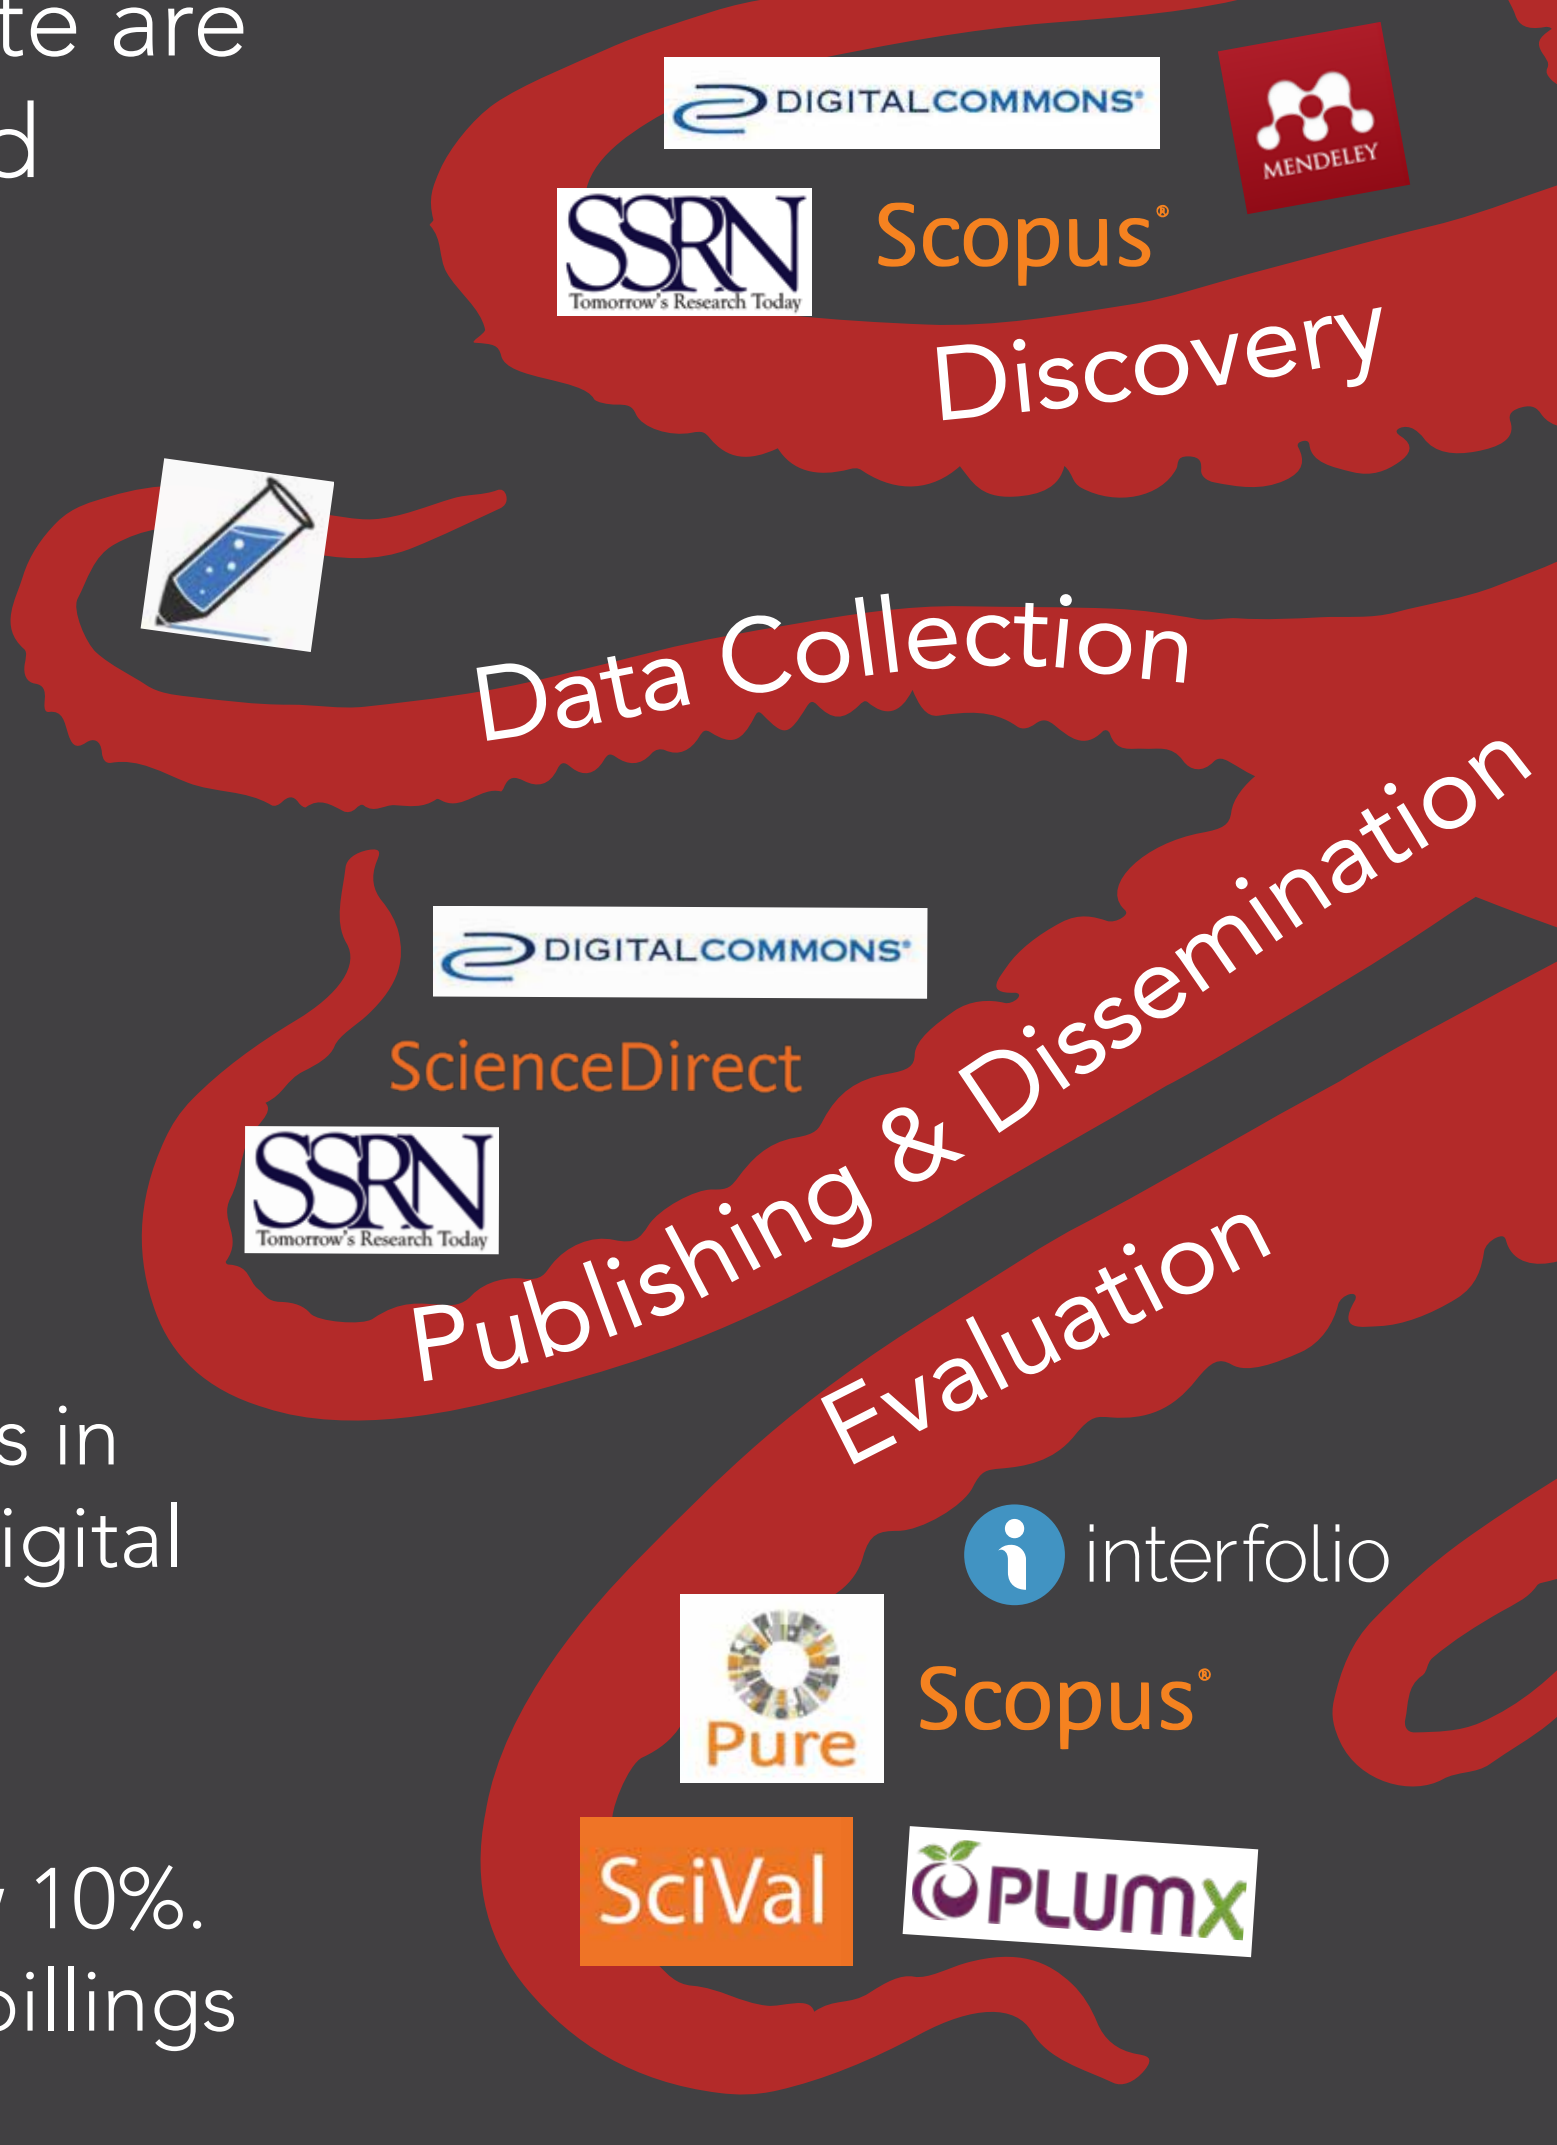 te are
d
DIGITALCOMMONS®
MENDELEY
SSRN
Tomorrow's Research Today
Scopus®
Discovery
Data Collection
DIGITALCOMMONS®
ScienceDirect
SSRN
Tomorrow's Research Today
Publishing & Dissemination
Evaluation
s in
igital
interfolio
Pure
Scopus®
SciVal
PLUMX
10%.
billings